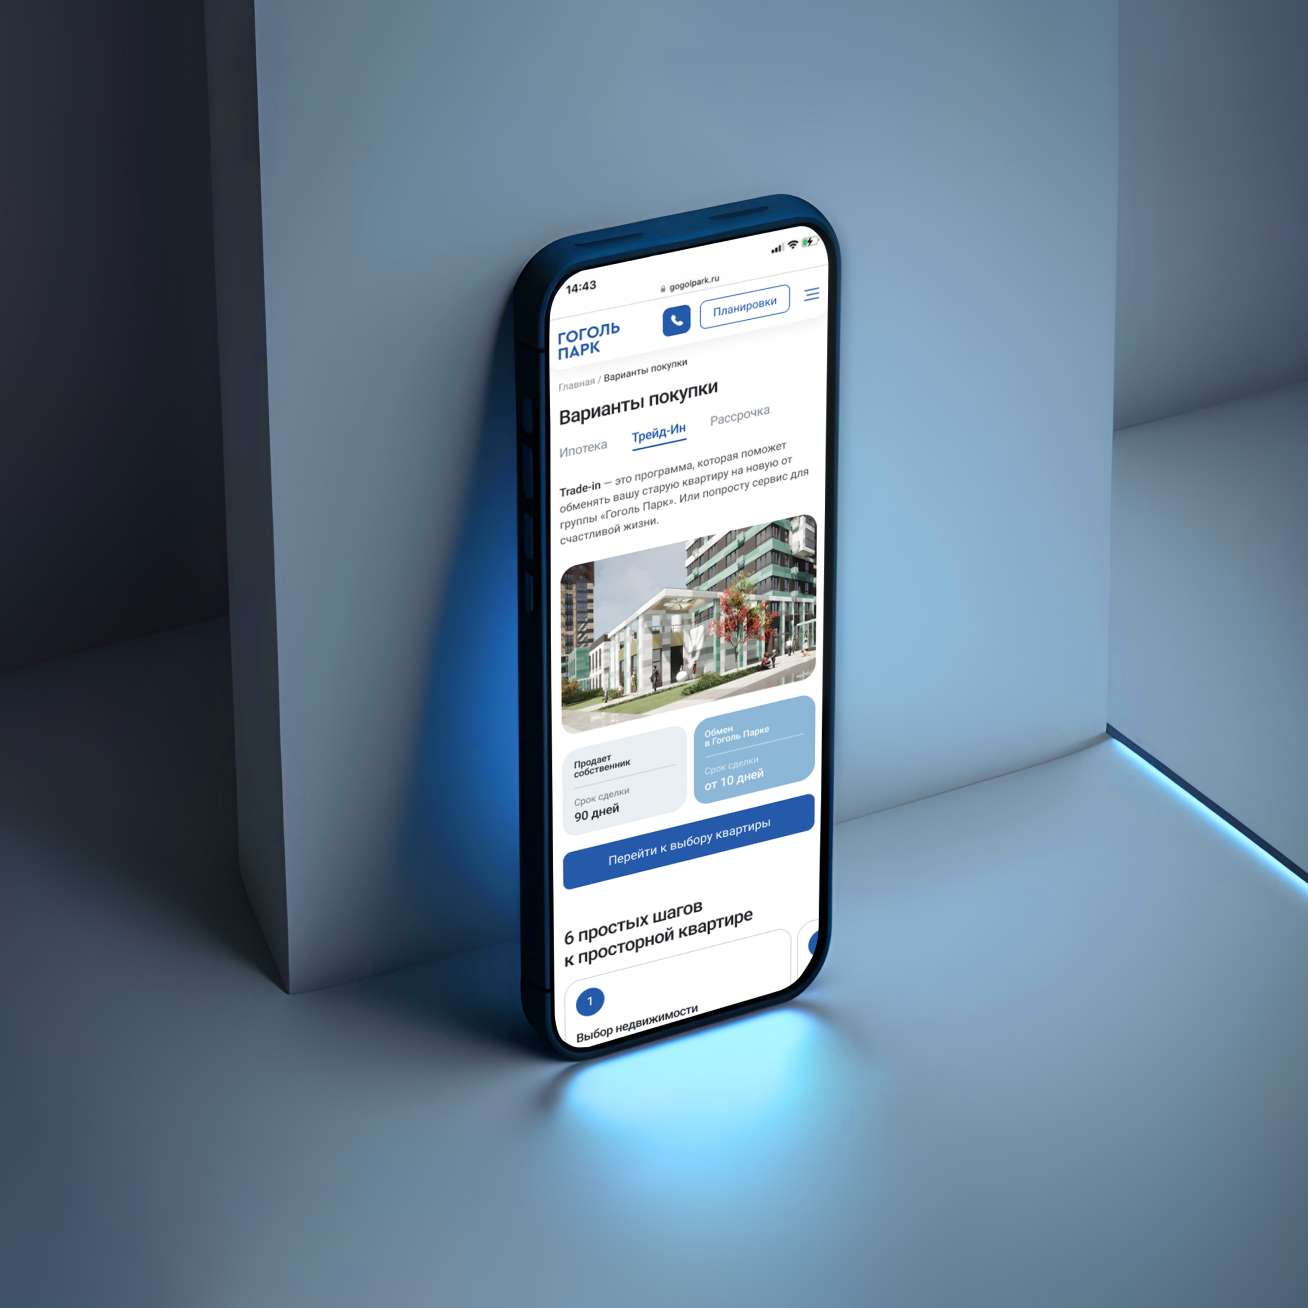 14:43
gogolpark.ru
ГОГОЛЬ
ПАРК
Планировки
Главная / Варианты покупки
Варианты покупки
Ипотека Трейд-Ин Рассрочка
Trade-in — это программа, которая поможет
обменять вашу старую квартиру на новую от
группы «Гоголь Парк». Или попросту сервис для
счастливой жизни.
Продает
собственник
Срок сделки
90 дней
Обмен
в Гоголь Парке
Срок сделки
от 10 дней
Перейти к выбору квартиры
6 простых шагов
к просторной квартире
1
Выбор недвижимости